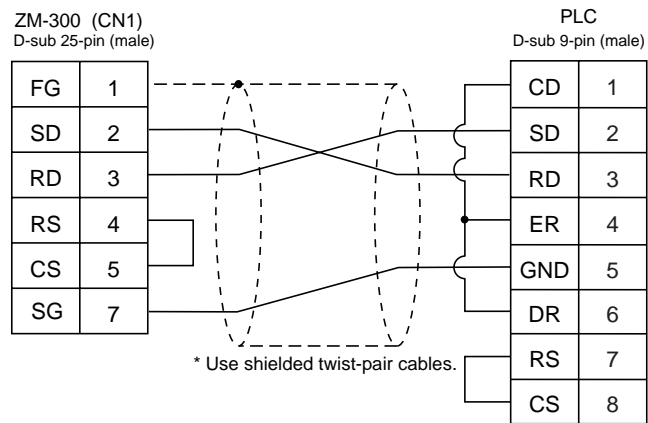 ZM-300 (CN1)
D-sub 25-pin (male)
FG 1
SD 2
RD 3
RS 4
CS 5
SG 7
* Use shielded twist-pair cables.
PLC
D-sub 9-pin (male)
CD 1
SD 2
RD 3
ER 4
GND 5
DR 6
RS 7
CS 8